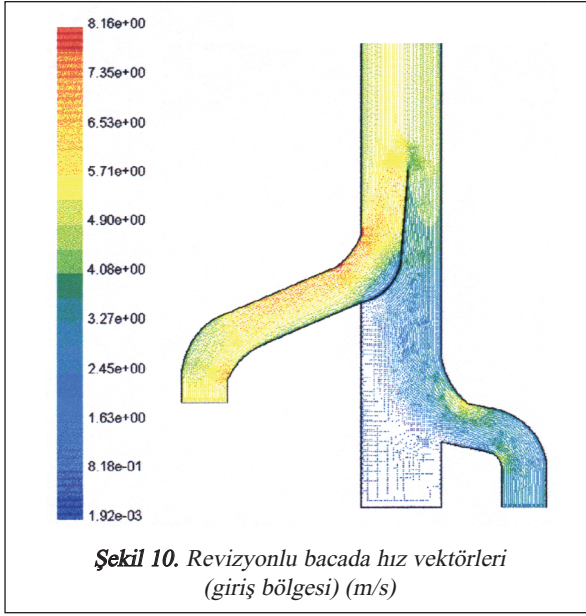 8.16e+00
7.35e+00
6.53e+00
5.71e+00
4.90e+00
4.08e+00
3.27e+00
2.45e+00
1.63e+00
8.18e-01
1.92e-03
Şekil 10. Revizyonlu bacada hız vektörleri
(giriş bölgesi) (m/s)